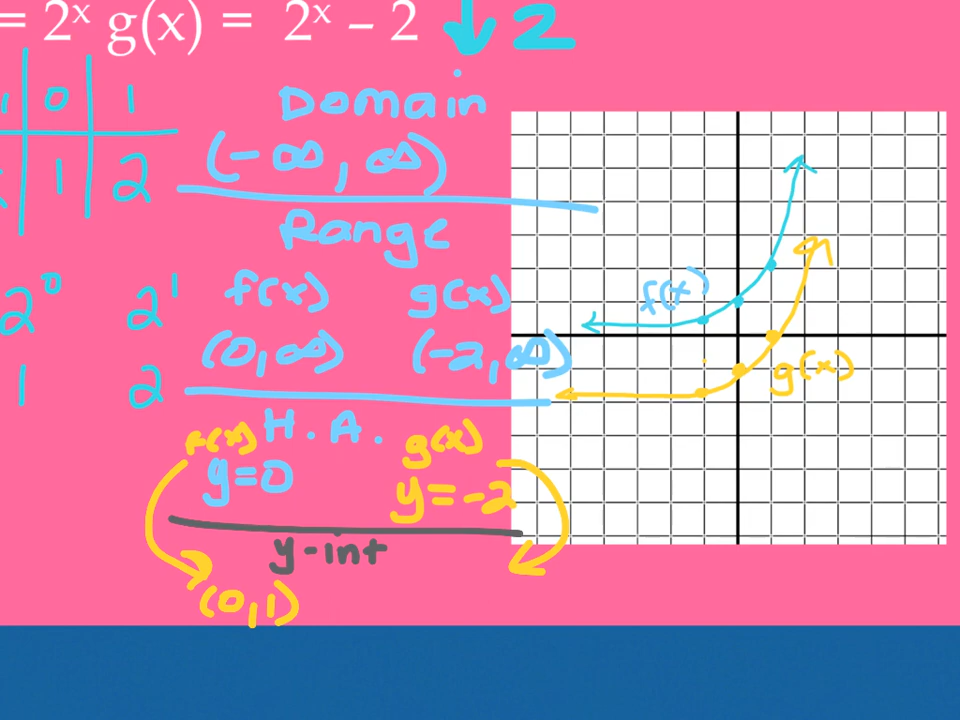 = 2ˣ g(x) = 2ˣ – 2 ↓ 2
1 | 0 | 1
1 | 2
Domain
(-∞, ∞)
Range
f(x) g(x)
(0, ∞) (-2, ∞)
2⁰ 2¹
1 2
H.A.
f(x) g(x)
y=0 y=-2
y-int
(0,1)
f(x)
g(x)